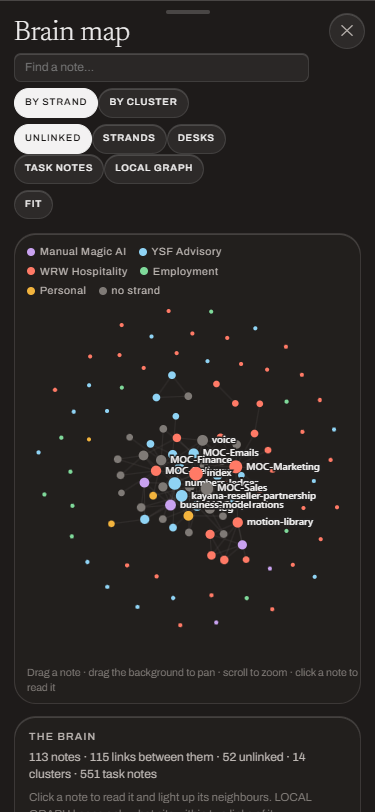 Brain map
Find a note...
BY STRAND BY CLUSTER
UNLINKED STRANDS DESKS
TASK NOTES LOCAL GRAPH
FIT
Manual Magic AI YSF Advisory
WRW Hospitality Employment
Personal no strand
voice
MOC-Emails
MOC-Finance
MOC-Marketing
index
MOC-Sales
kayana-reseller-partnership
business-model
motion-library
Drag a note · drag the background to pan · scroll to zoom · click a note to
read it
THE BRAIN
113 notes · 115 links between them · 52 unlinked · 14
clusters · 551 task notes
Click a note to read it and light up its neighbours. LOCAL